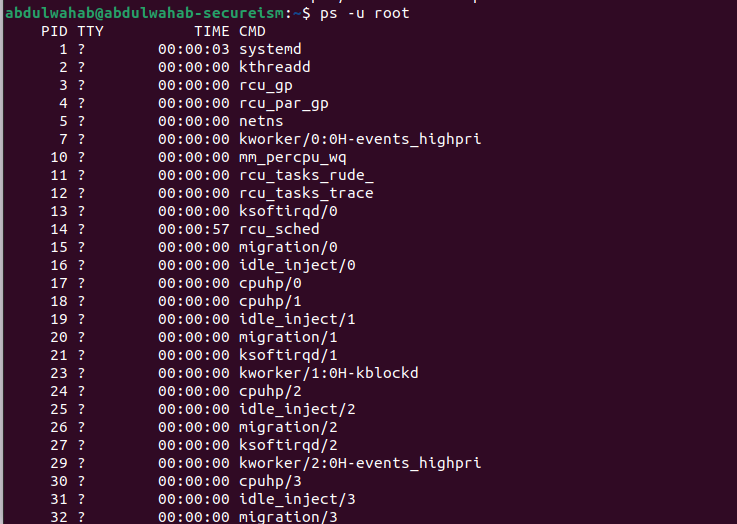 abdulwahab@abdulwahab-secureism:~$ ps -u root
PID TTY TIME CMD
1 ? 00:00:03 systemd
2 ? 00:00:00 kthreadd
3 ? 00:00:00 rcu_gp
4 ? 00:00:00 rcu_par_gp
5 ? 00:00:00 netns
7 ? 00:00:00 kworker/0:0H-events_highpri
10 ? 00:00:00 mm_percpu_wq
11 ? 00:00:00 rcu_tasks_rude_
12 ? 00:00:00 rcu_tasks_trace
13 ? 00:00:00 ksoftirqd/0
14 ? 00:00:57 rcu_sched
15 ? 00:00:00 migration/0
16 ? 00:00:00 idle_inject/0
17 ? 00:00:00 cpuhp/0
18 ? 00:00:00 cpuhp/1
19 ? 00:00:00 idle_inject/1
20 ? 00:00:00 migration/1
21 ? 00:00:00 ksoftirqd/1
23 ? 00:00:00 kworker/1:0H-kblockd
24 ? 00:00:00 cpuhp/2
25 ? 00:00:00 idle_inject/2
26 ? 00:00:00 migration/2
27 ? 00:00:00 ksoftirqd/2
29 ? 00:00:00 kworker/2:0H-events_highpri
30 ? 00:00:00 cpuhp/3
31 ? 00:00:00 idle_inject/3
32 ? 00:00:00 migration/3